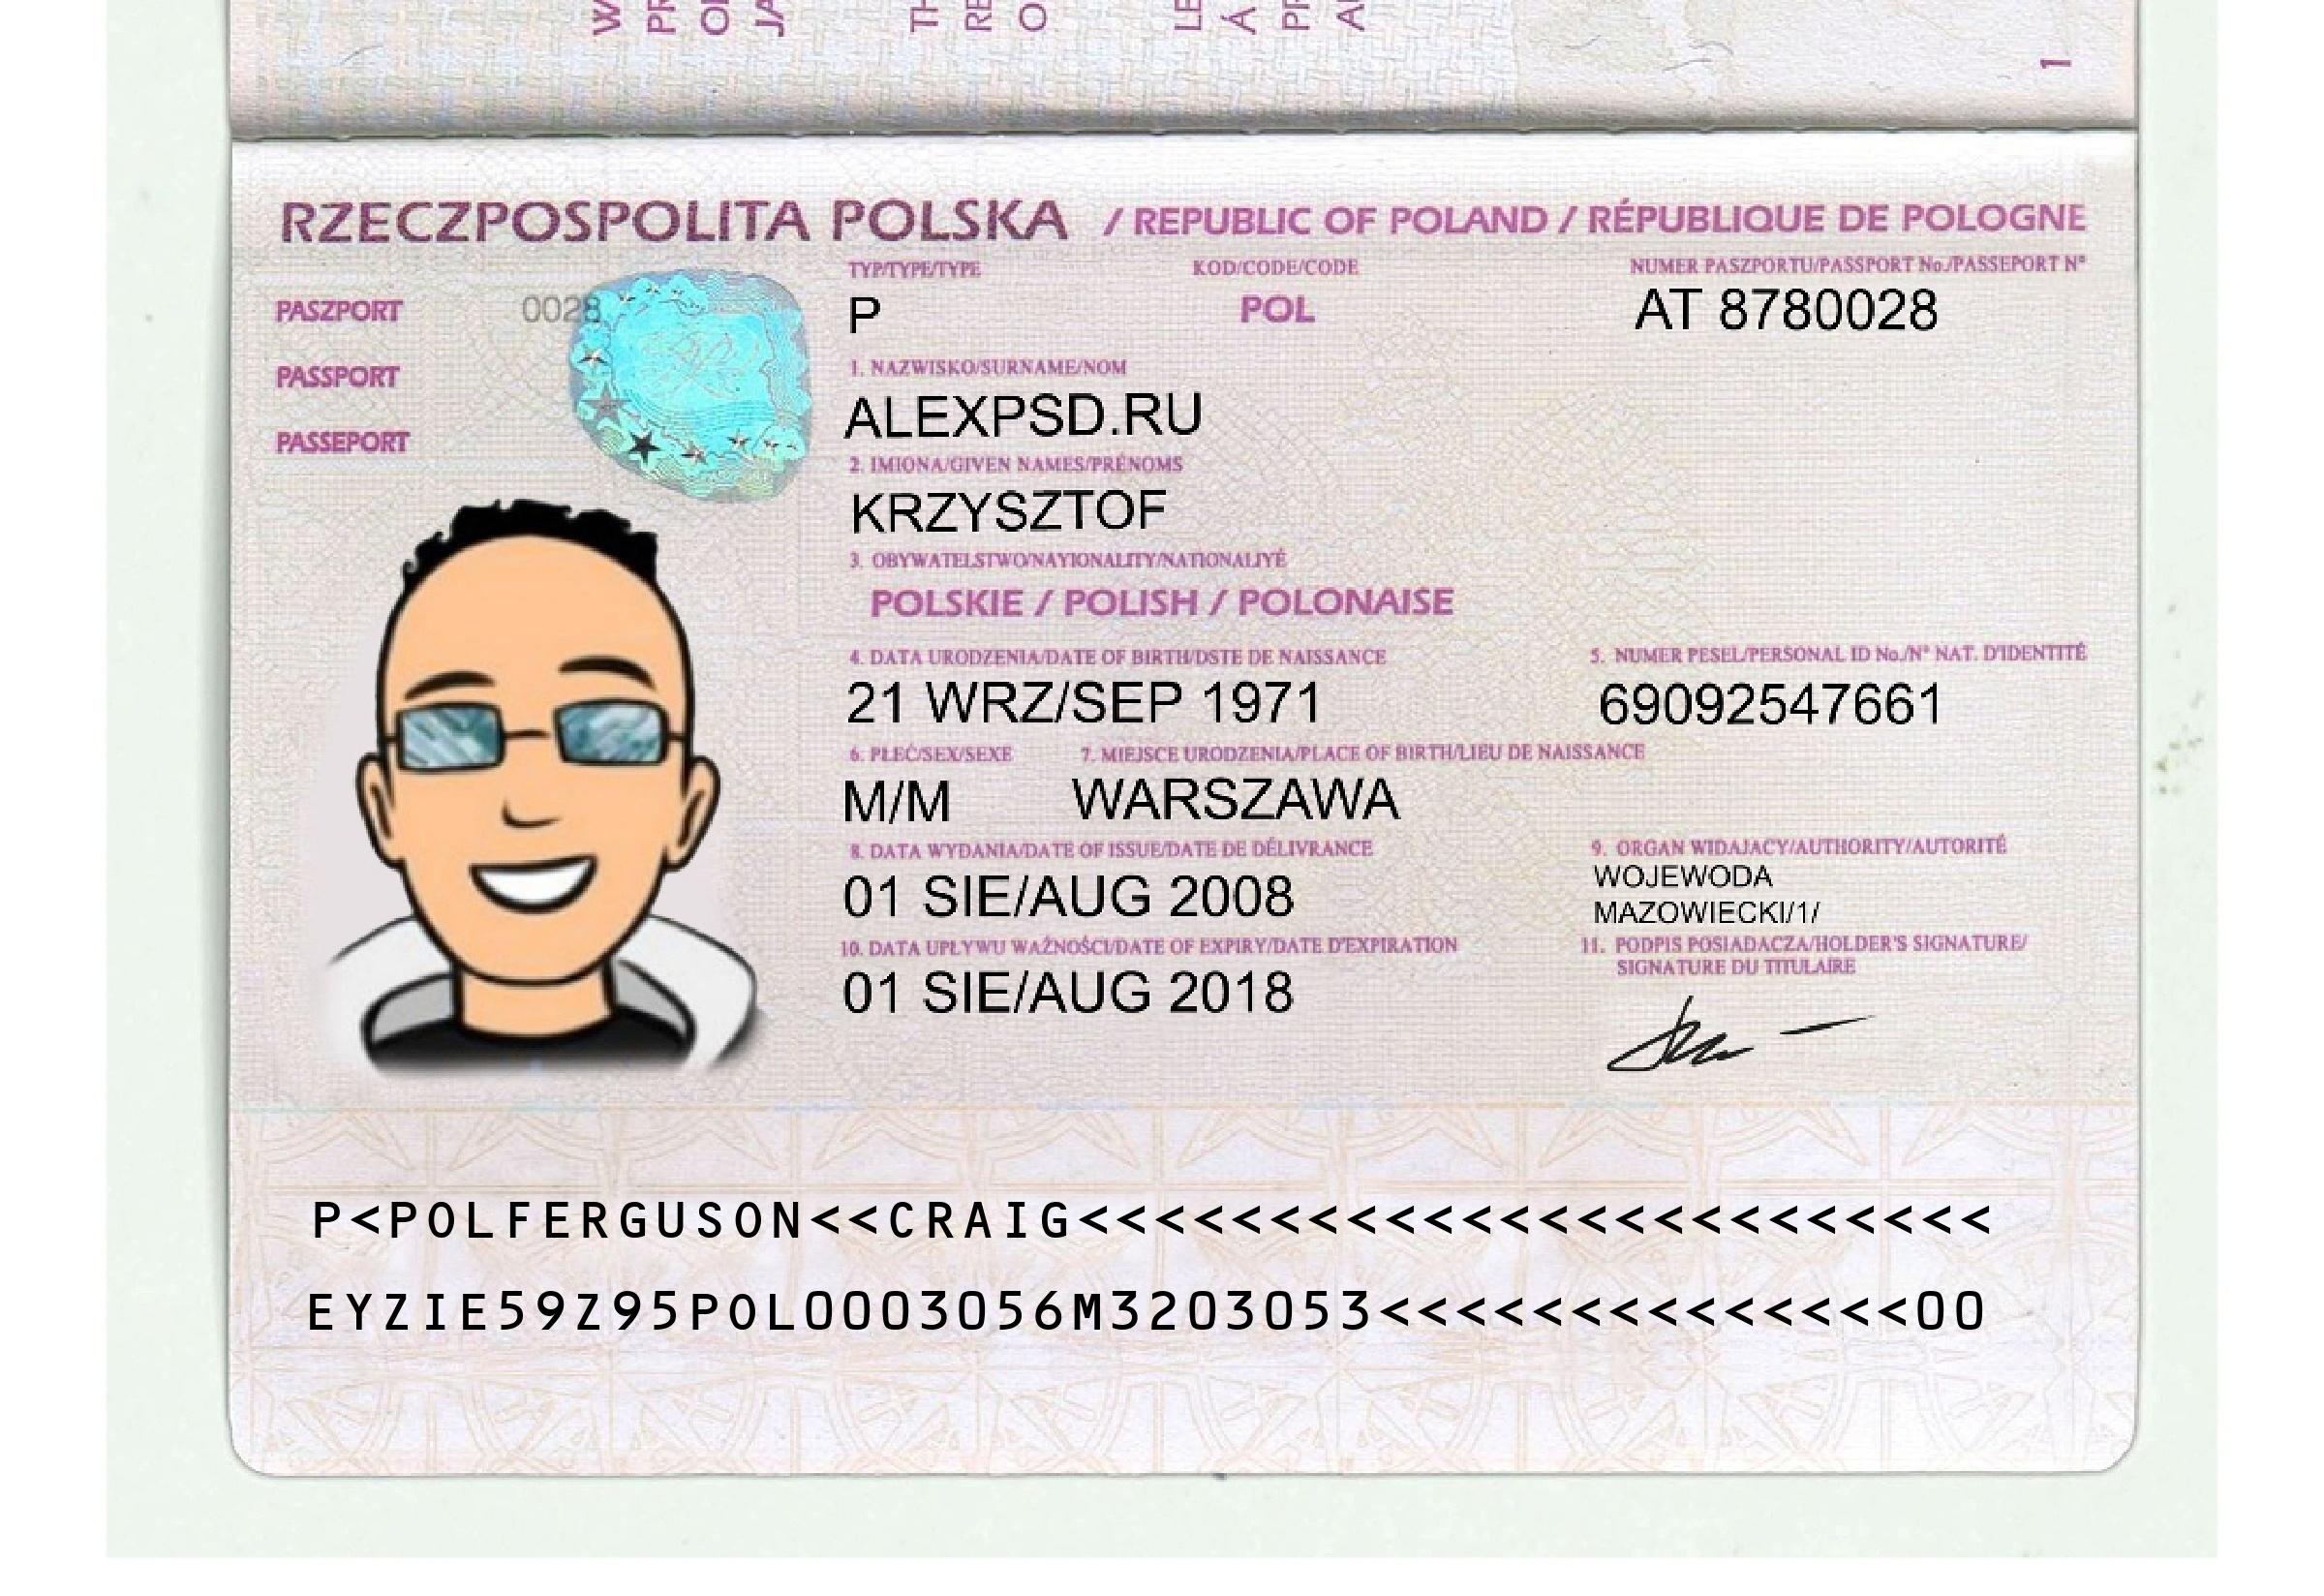 1
RZECZPOSPOLITA POLSKA / REPUBLIC OF POLAND / RÉPUBLIQUE DE POLOGNE
TYP/TYPE/TYPE KOD/CODE/CODE NUMER PASZPORTU/PASSPORT No./PASSEPORT N°
PASZPORT 0028 P POL AT 8780028
PASSPORT
PASSEPORT
1. NAZWISKO/SURNAME/NOM
ALEXPSD.RU
2. IMIONA/GIVEN NAMES/PRÉNOMS
KRZYSZTOF
3. OBYWATELSTWO/NAYIONALITY/NATIONALIYÉ
POLSKIE / POLISH / POLONAISE
4. DATA URODZENIA/DATE OF BIRTH/DSTE DE NAISSANCE 5. NUMER PESEL/PERSONAL ID No./N° NAT. D'IDENTITÉ
21 WRZ/SEP 1971 69092547661
6. PŁEĆ/SEX/SEXE 7. MIEJSCE URODZENIA/PLACE OF BIRTH/LIEU DE NAISSANCE
M/M WARSZAWA
8. DATA WYDANIA/DATE OF ISSUE/DATE DE DÉLIVRANCE 9. ORGAN WIDAJACY/AUTHORITY/AUTORITÉ
01 SIE/AUG 2008 WOJEWODA
MAZOWIECKI/1/
10. DATA UPŁYWU WAŻNOŚCI/DATE OF EXPIRY/DATE D'EXPIRATION 11. PODPIS POSIADACZA/HOLDER'S SIGNATURE/
SIGNATURE DU TITULAIRE
01 SIE/AUG 2018
P<POLFERGUSON<<CRAIG<<<<<<<<<<<<<<<<<<<<<<<<
EYZIE59Z95POL0003056M3203053<<<<<<<<<<<<<<00